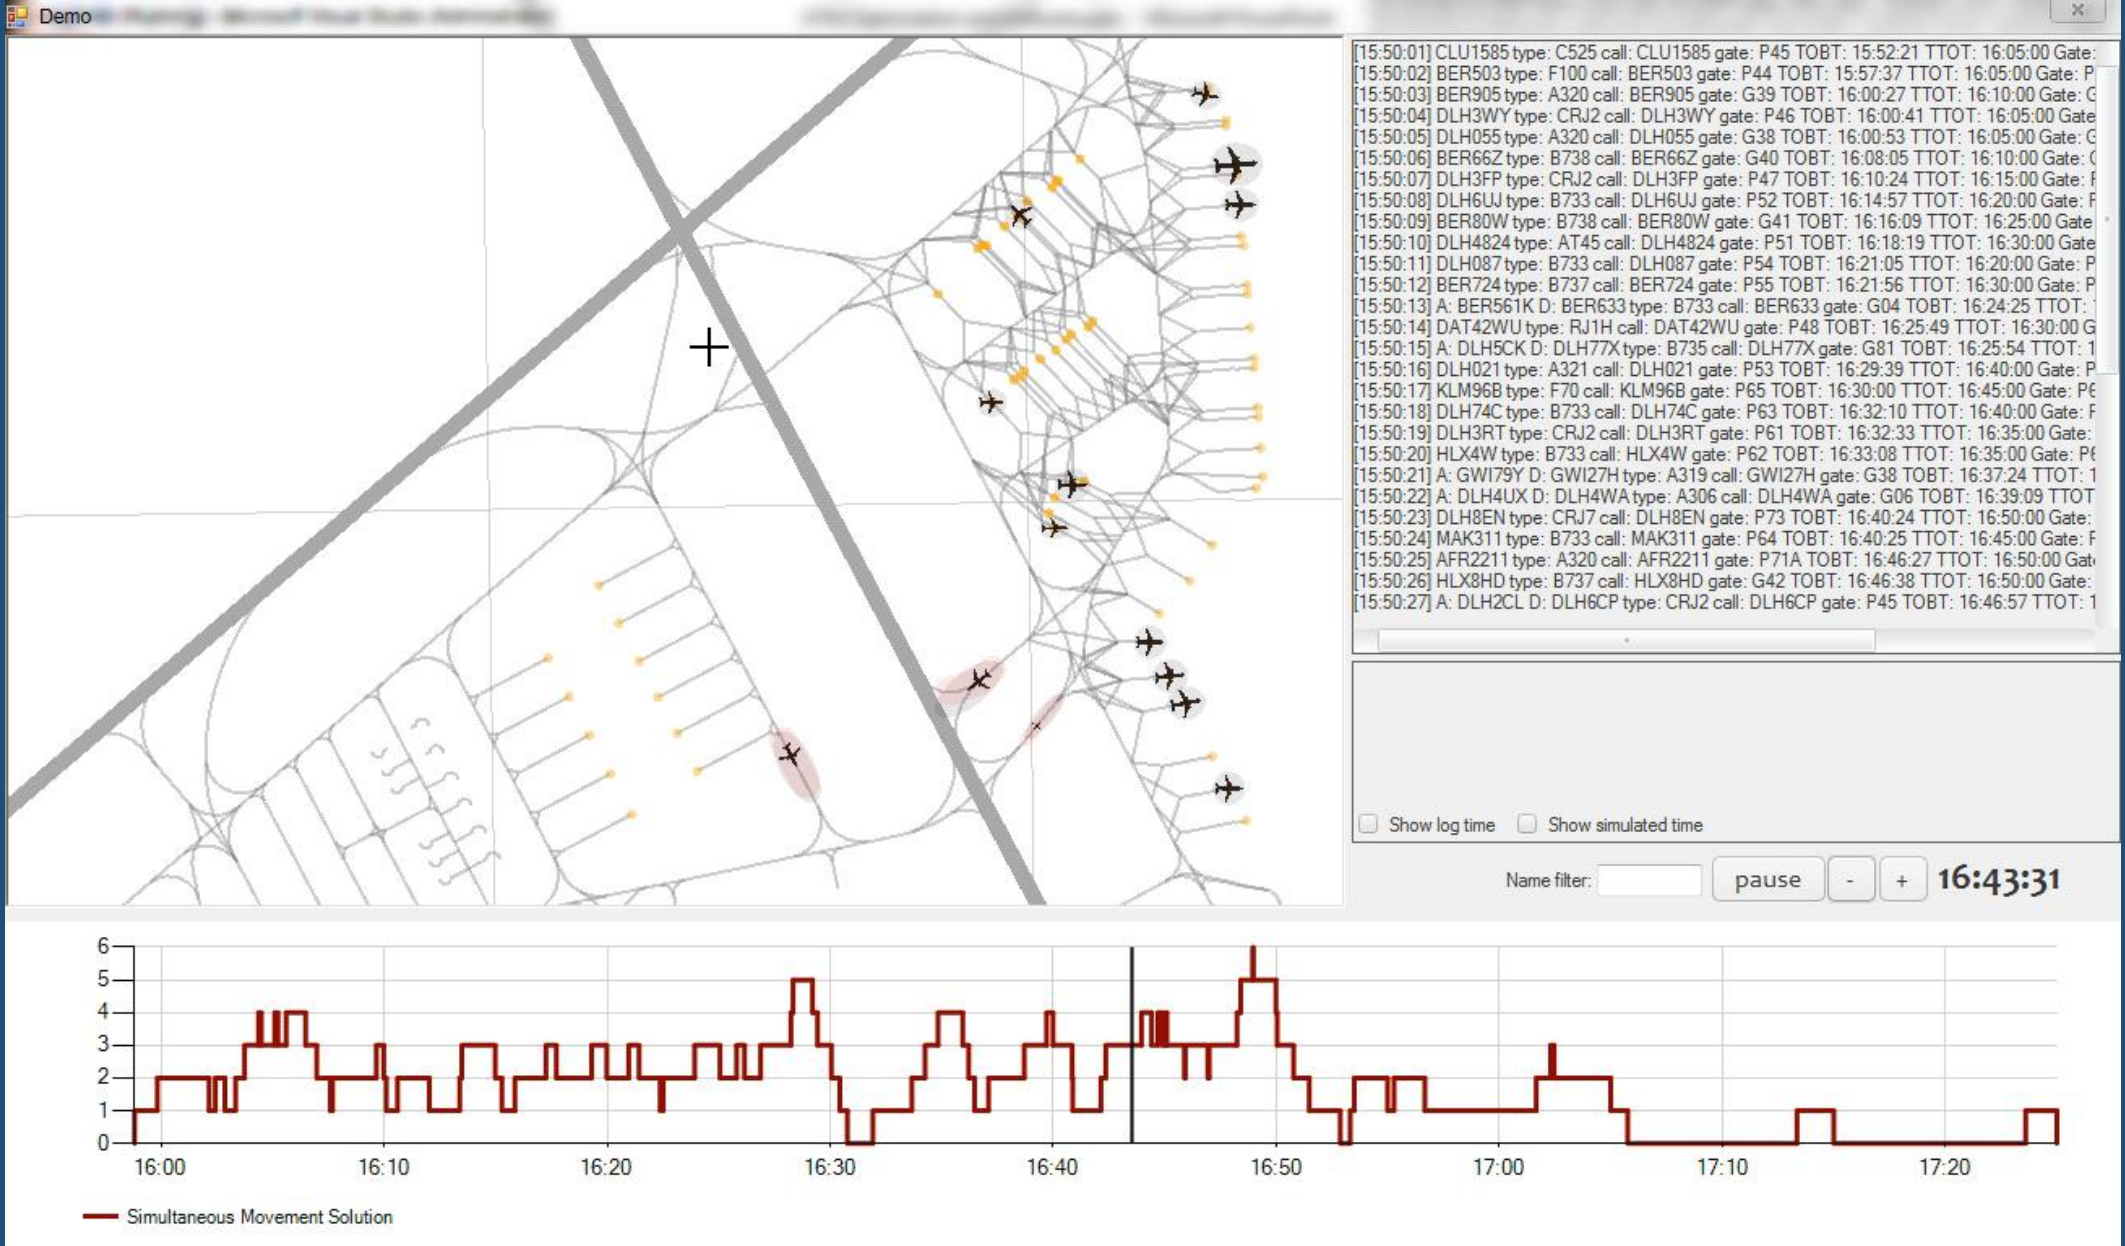 Demo
[15:50:01] CLU1585 type: C525 call: CLU1585 gate: P45 TOBT: 15:52:21 TTOT: 16:05:00 Gate:
[15:50:02] BER503 type: F100 call: BER503 gate: P44 TOBT: 15:57:37 TTOT: 16:05:00 Gate: P
[15:50:03] BER905 type: A320 call: BER905 gate: G39 TOBT: 16:00:27 TTOT: 16:10:00 Gate: G
[15:50:04] DLH3WY type: CRJ2 call: DLH3WY gate: P46 TOBT: 16:00:41 TTOT: 16:05:00 Gate
[15:50:05] DLH055 type: A320 call: DLH055 gate: G38 TOBT: 16:00:53 TTOT: 16:05:00 Gate: G
[15:50:06] BER66Z type: B738 call: BER66Z gate: G40 TOBT: 16:08:05 TTOT: 16:10:00 Gate:
[15:50:07] DLH3FP type: CRJ2 call: DLH3FP gate: P47 TOBT: 16:10:24 TTOT: 16:15:00 Gate:
[15:50:08] DLH6UJ type: B733 call: DLH6UJ gate: P52 TOBT: 16:14:57 TTOT: 16:20:00 Gate:
[15:50:09] BER80W type: B738 call: BER80W gate: G41 TOBT: 16:16:09 TTOT: 16:25:00 Gate
[15:50:10] DLH4824 type: AT45 call: DLH4824 gate: P51 TOBT: 16:18:19 TTOT: 16:30:00 Gate
[15:50:11] DLH087 type: B733 call: DLH087 gate: P54 TOBT: 16:21:05 TTOT: 16:20:00 Gate: P
[15:50:12] BER724 type: B737 call: BER724 gate: P55 TOBT: 16:21:56 TTOT: 16:30:00 Gate: P
[15:50:13] A: BER561K D: BER633 type: B733 call: BER633 gate: G04 TOBT: 16:24:25 TTOT:
[15:50:14] DAT42WU type: RJ1H call: DAT42WU gate: P48 TOBT: 16:25:49 TTOT: 16:30:00 G
[15:50:15] A: DLH5CK D: DLH77X type: B735 call: DLH77X gate: G81 TOBT: 16:25:54 TTOT: 1
[15:50:16] DLH021 type: A321 call: DLH021 gate: P53 TOBT: 16:29:39 TTOT: 16:40:00 Gate: P
[15:50:17] KLM96B type: F70 call: KLM96B gate: P65 TOBT: 16:30:00 TTOT: 16:45:00 Gate: P6
[15:50:18] DLH74C type: B733 call: DLH74C gate: P63 TOBT: 16:32:10 TTOT: 16:40:00 Gate:
[15:50:19] DLH3RT type: CRJ2 call: DLH3RT gate: P61 TOBT: 16:32:33 TTOT: 16:35:00 Gate:
[15:50:20] HLX4W type: B733 call: HLX4W gate: P62 TOBT: 16:33:08 TTOT: 16:35:00 Gate: P6
[15:50:21] A: GWI79Y D: GWI27H type: A319 call: GWI27H gate: G38 TOBT: 16:37:24 TTOT: 1
[15:50:22] A: DLH4UX D: DLH4WA type: A306 call: DLH4WA gate: G06 TOBT: 16:39:09 TTOT
[15:50:23] DLH8EN type: CRJ7 call: DLH8EN gate: P73 TOBT: 16:40:24 TTOT: 16:50:00 Gate:
[15:50:24] MAK311 type: B733 call: MAK311 gate: P64 TOBT: 16:40:25 TTOT: 16:45:00 Gate:
[15:50:25] AFR2211 type: A320 call: AFR2211 gate: P71A TOBT: 16:46:27 TTOT: 16:50:00 Gate
[15:50:26] HLX8HD type: B737 call: HLX8HD gate: G42 TOBT: 16:46:38 TTOT: 16:50:00 Gate:
[15:50:27] A: DLH2CL D: DLH6CP type: CRJ2 call: DLH6CP gate: P45 TOBT: 16:46:57 TTOT: 1
Show log time Show simulated time
Name filter: pause - + 16:43:31
6
5
4
3
2
1
0
16:00 16:10 16:20 16:30 16:40 16:50 17:00 17:10 17:20
Simultaneous Movement Solution